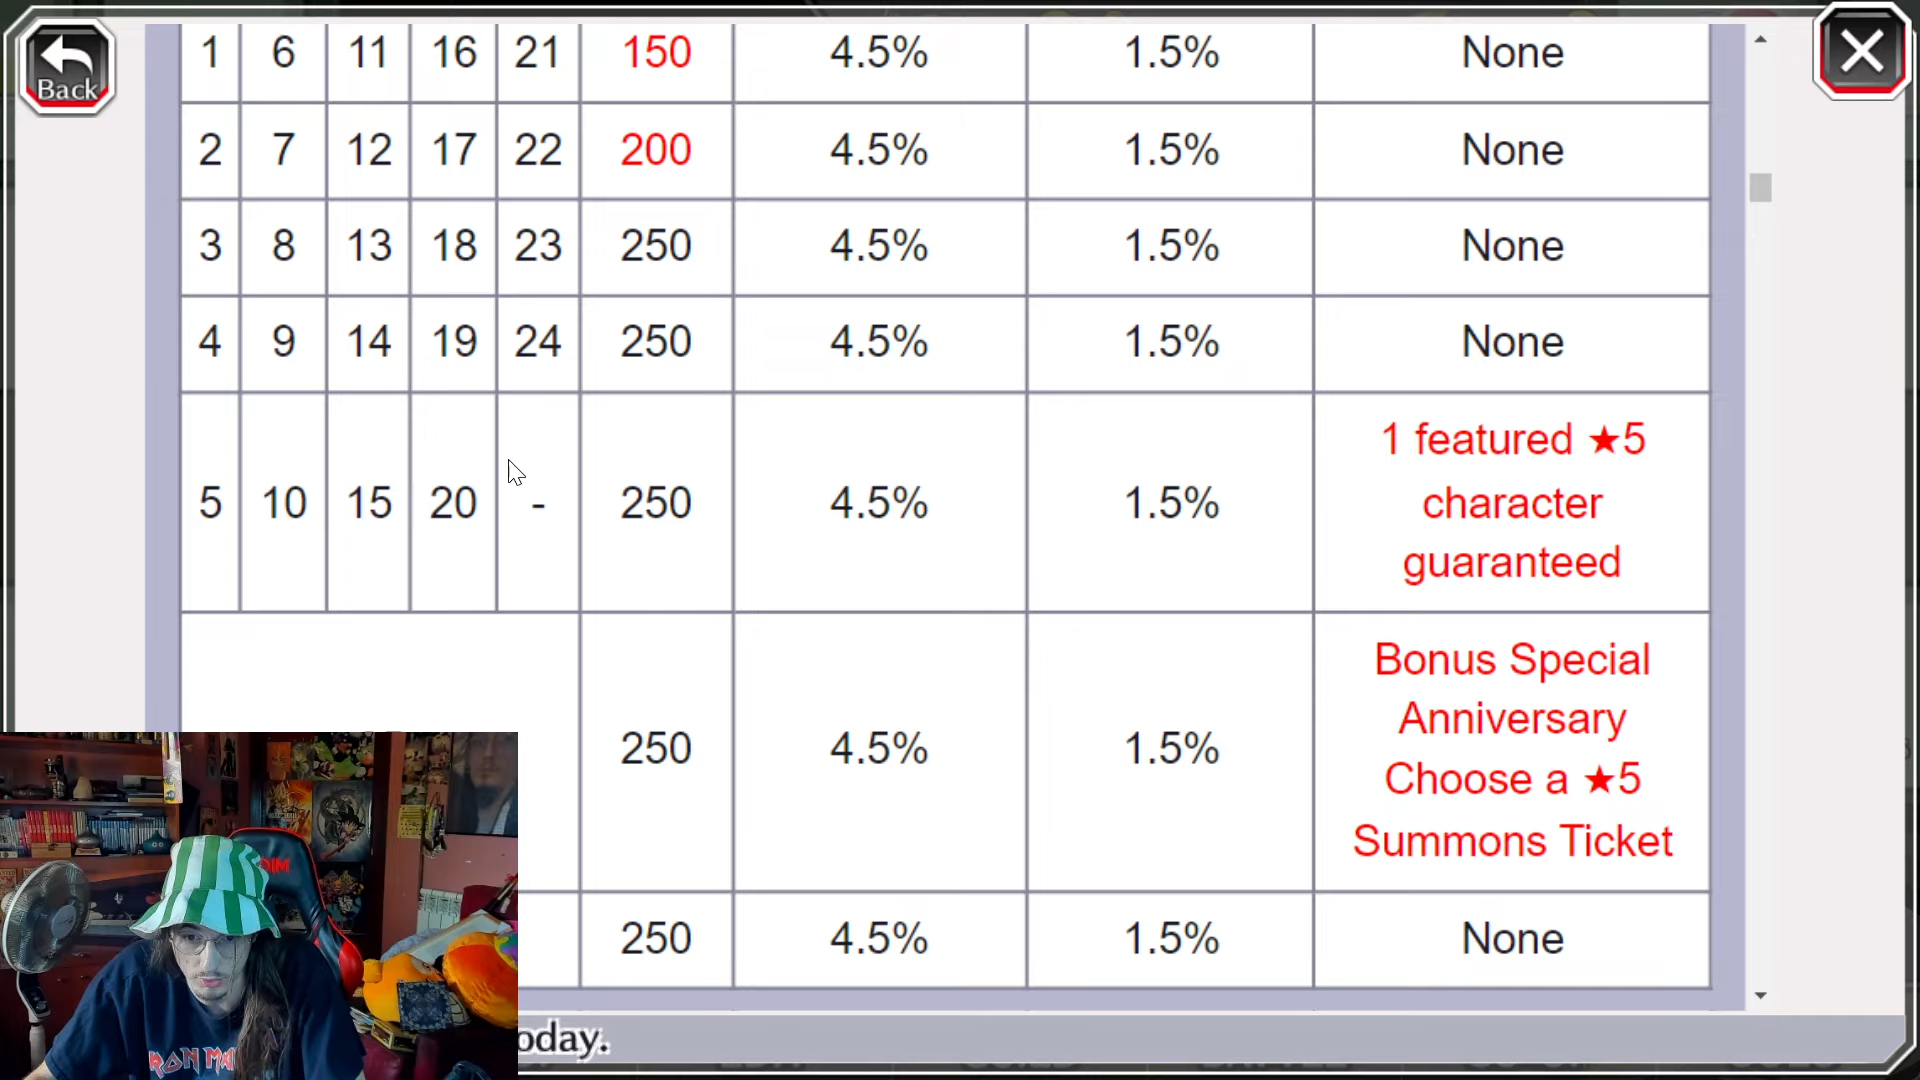 Back
1 6 11 16 21 150 4.5% 1.5% None
2 7 12 17 22 200 4.5% 1.5% None
3 8 13 18 23 250 4.5% 1.5% None
4 9 14 19 24 250 4.5% 1.5% None
5 10 15 20 - 250 4.5% 1.5% 1 featured ★5
character
guaranteed
250 4.5% 1.5% Bonus Special
Anniversary
Choose a ★5
Summons Ticket
250 4.5% 1.5% None
oday.